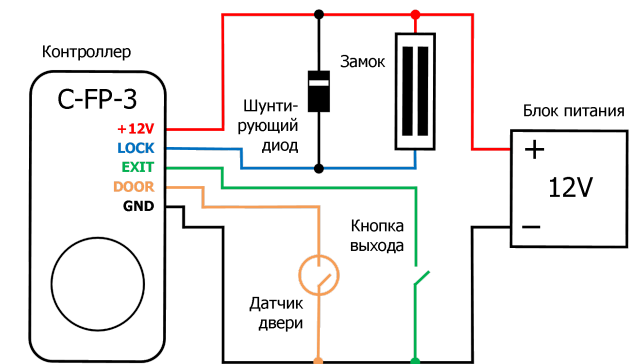 Контроллер
C-FP-3
+12V
LOCK
EXIT
DOOR
GND
Шунти-
рующий
диод
Замок
Блок питания
+
12V
−
Кнопка
выхода
Датчик
двери